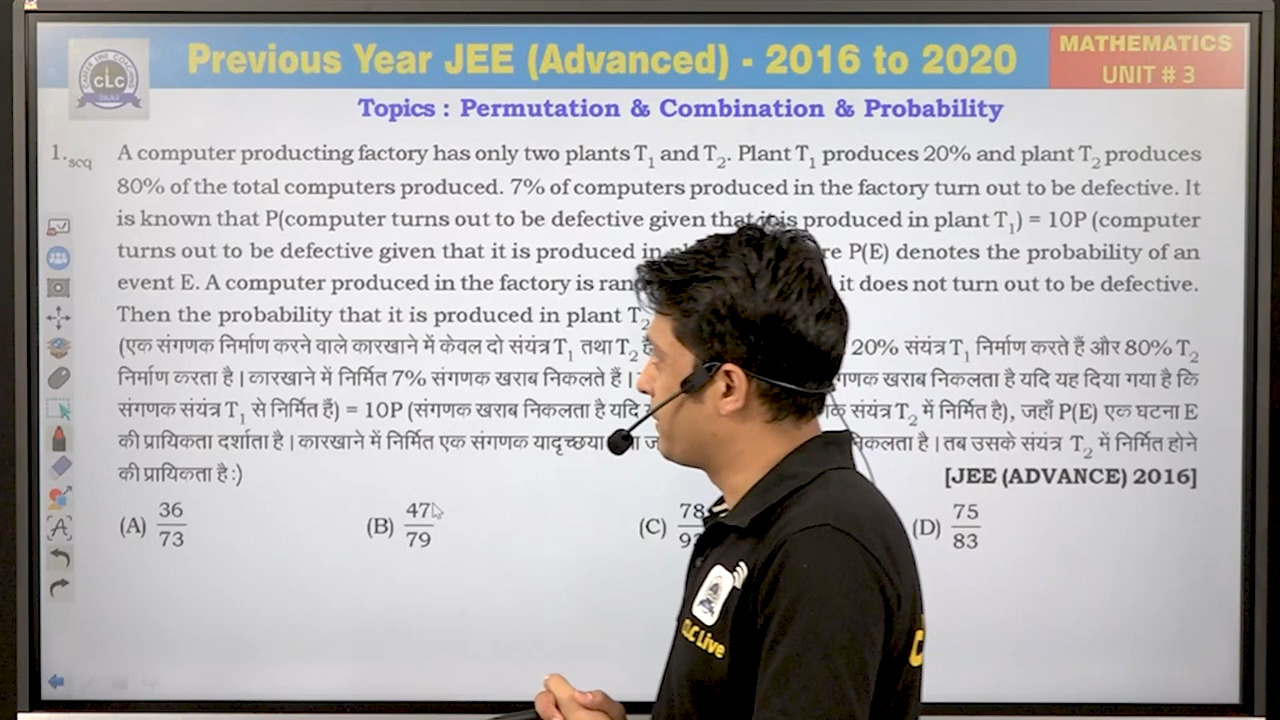 Previous Year JEE (Advanced) - 2016 to 2020
MATHEMATICS
UNIT # 3
CLC
Topics : Permutation & Combination & Probability
1. scq A computer producting factory has only two plants T1 and T2. Plant T1 produces 20% and plant T2 produces
80% of the total computers produced. 7% of computers produced in the factory turn out to be defective. It
is known that P(computer turns out to be defective given that it is produced in plant T1) = 10P (computer
turns out to be defective given that it is produced in P(E) denotes the probability of an
event E. A computer produced in the factory is it does not turn out to be defective.
Then the probability that it is produced in plant T2
(एक संगणक निर्माण करने वाले कारखाने में केवल दो संयंत्र T1 तथा T2 20% संयंत्र T1 निर्माण करते हैं और 80% T2
निर्माण करता है। कारखाने में निर्मित 7% संगणक खराब निकलते हैं। खराब निकलता है यदि यह दिया गया है कि
संगणक संयंत्र T1 से निर्मित हैं) = 10P (संगणक खराब निकलता है यदि संयंत्र T2 में निर्मित है), जहाँ P(E) एक घटना E
की प्रायिकता दर्शाता है। कारखाने में निर्मित एक संगणक यादृच्छया निकलता है। तब उसके संयंत्र T2 में निर्मित होने
की प्रायिकता है:) [JEE (ADVANCE) 2016]
(A) 36/73 (B) 47/79 (C) (D) 75/83
CLC Live